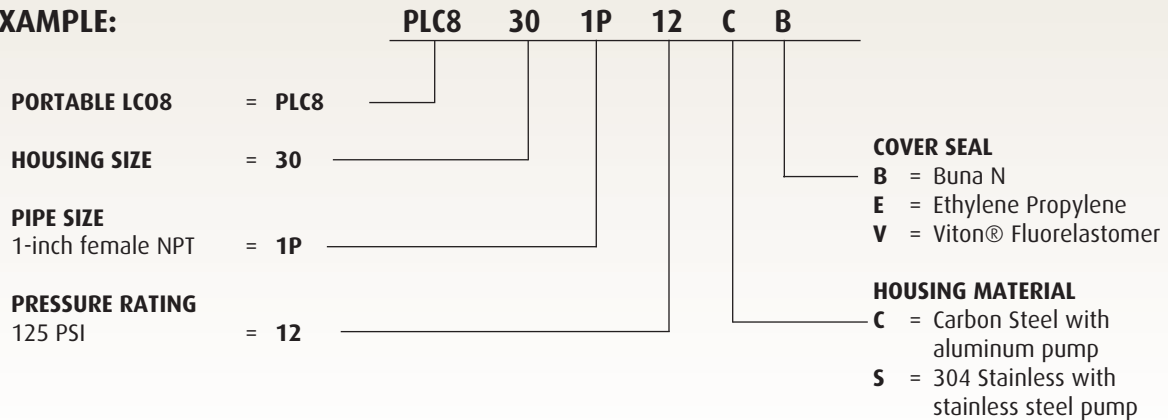 XAMPLE: PLC8 30 1P 12 C B
PORTABLE LCO8 = PLC8
HOUSING SIZE = 30
PIPE SIZE
1-inch female NPT = 1P
PRESSURE RATING
125 PSI = 12
COVER SEAL
B = Buna N
E = Ethylene Propylene
V = Viton® Fluorelastomer
HOUSING MATERIAL
C = Carbon Steel with
aluminum pump
S = 304 Stainless with
stainless steel pump